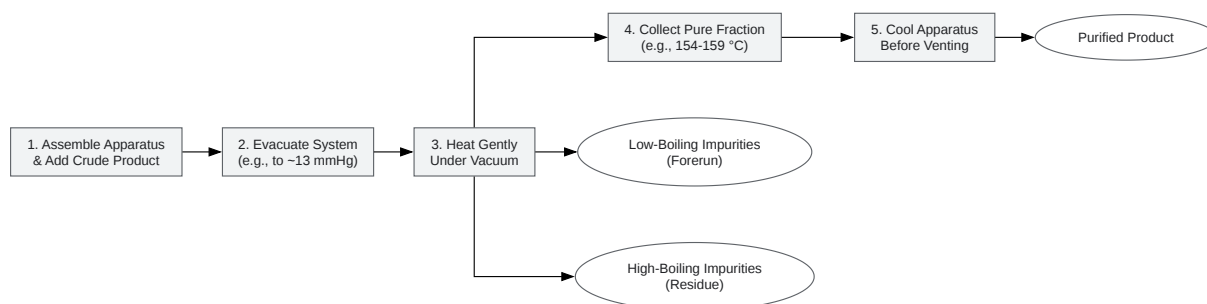 4. Collect Pure Fraction
(e.g., 154-159 °C)
5. Cool Apparatus
Before Venting
Purified Product
1. Assemble Apparatus
& Add Crude Product
2. Evacuate System
(e.g., to ~13 mmHg)
3. Heat Gently
Under Vacuum
Low-Boiling Impurities
(Forerun)
High-Boiling Impurities
(Residue)